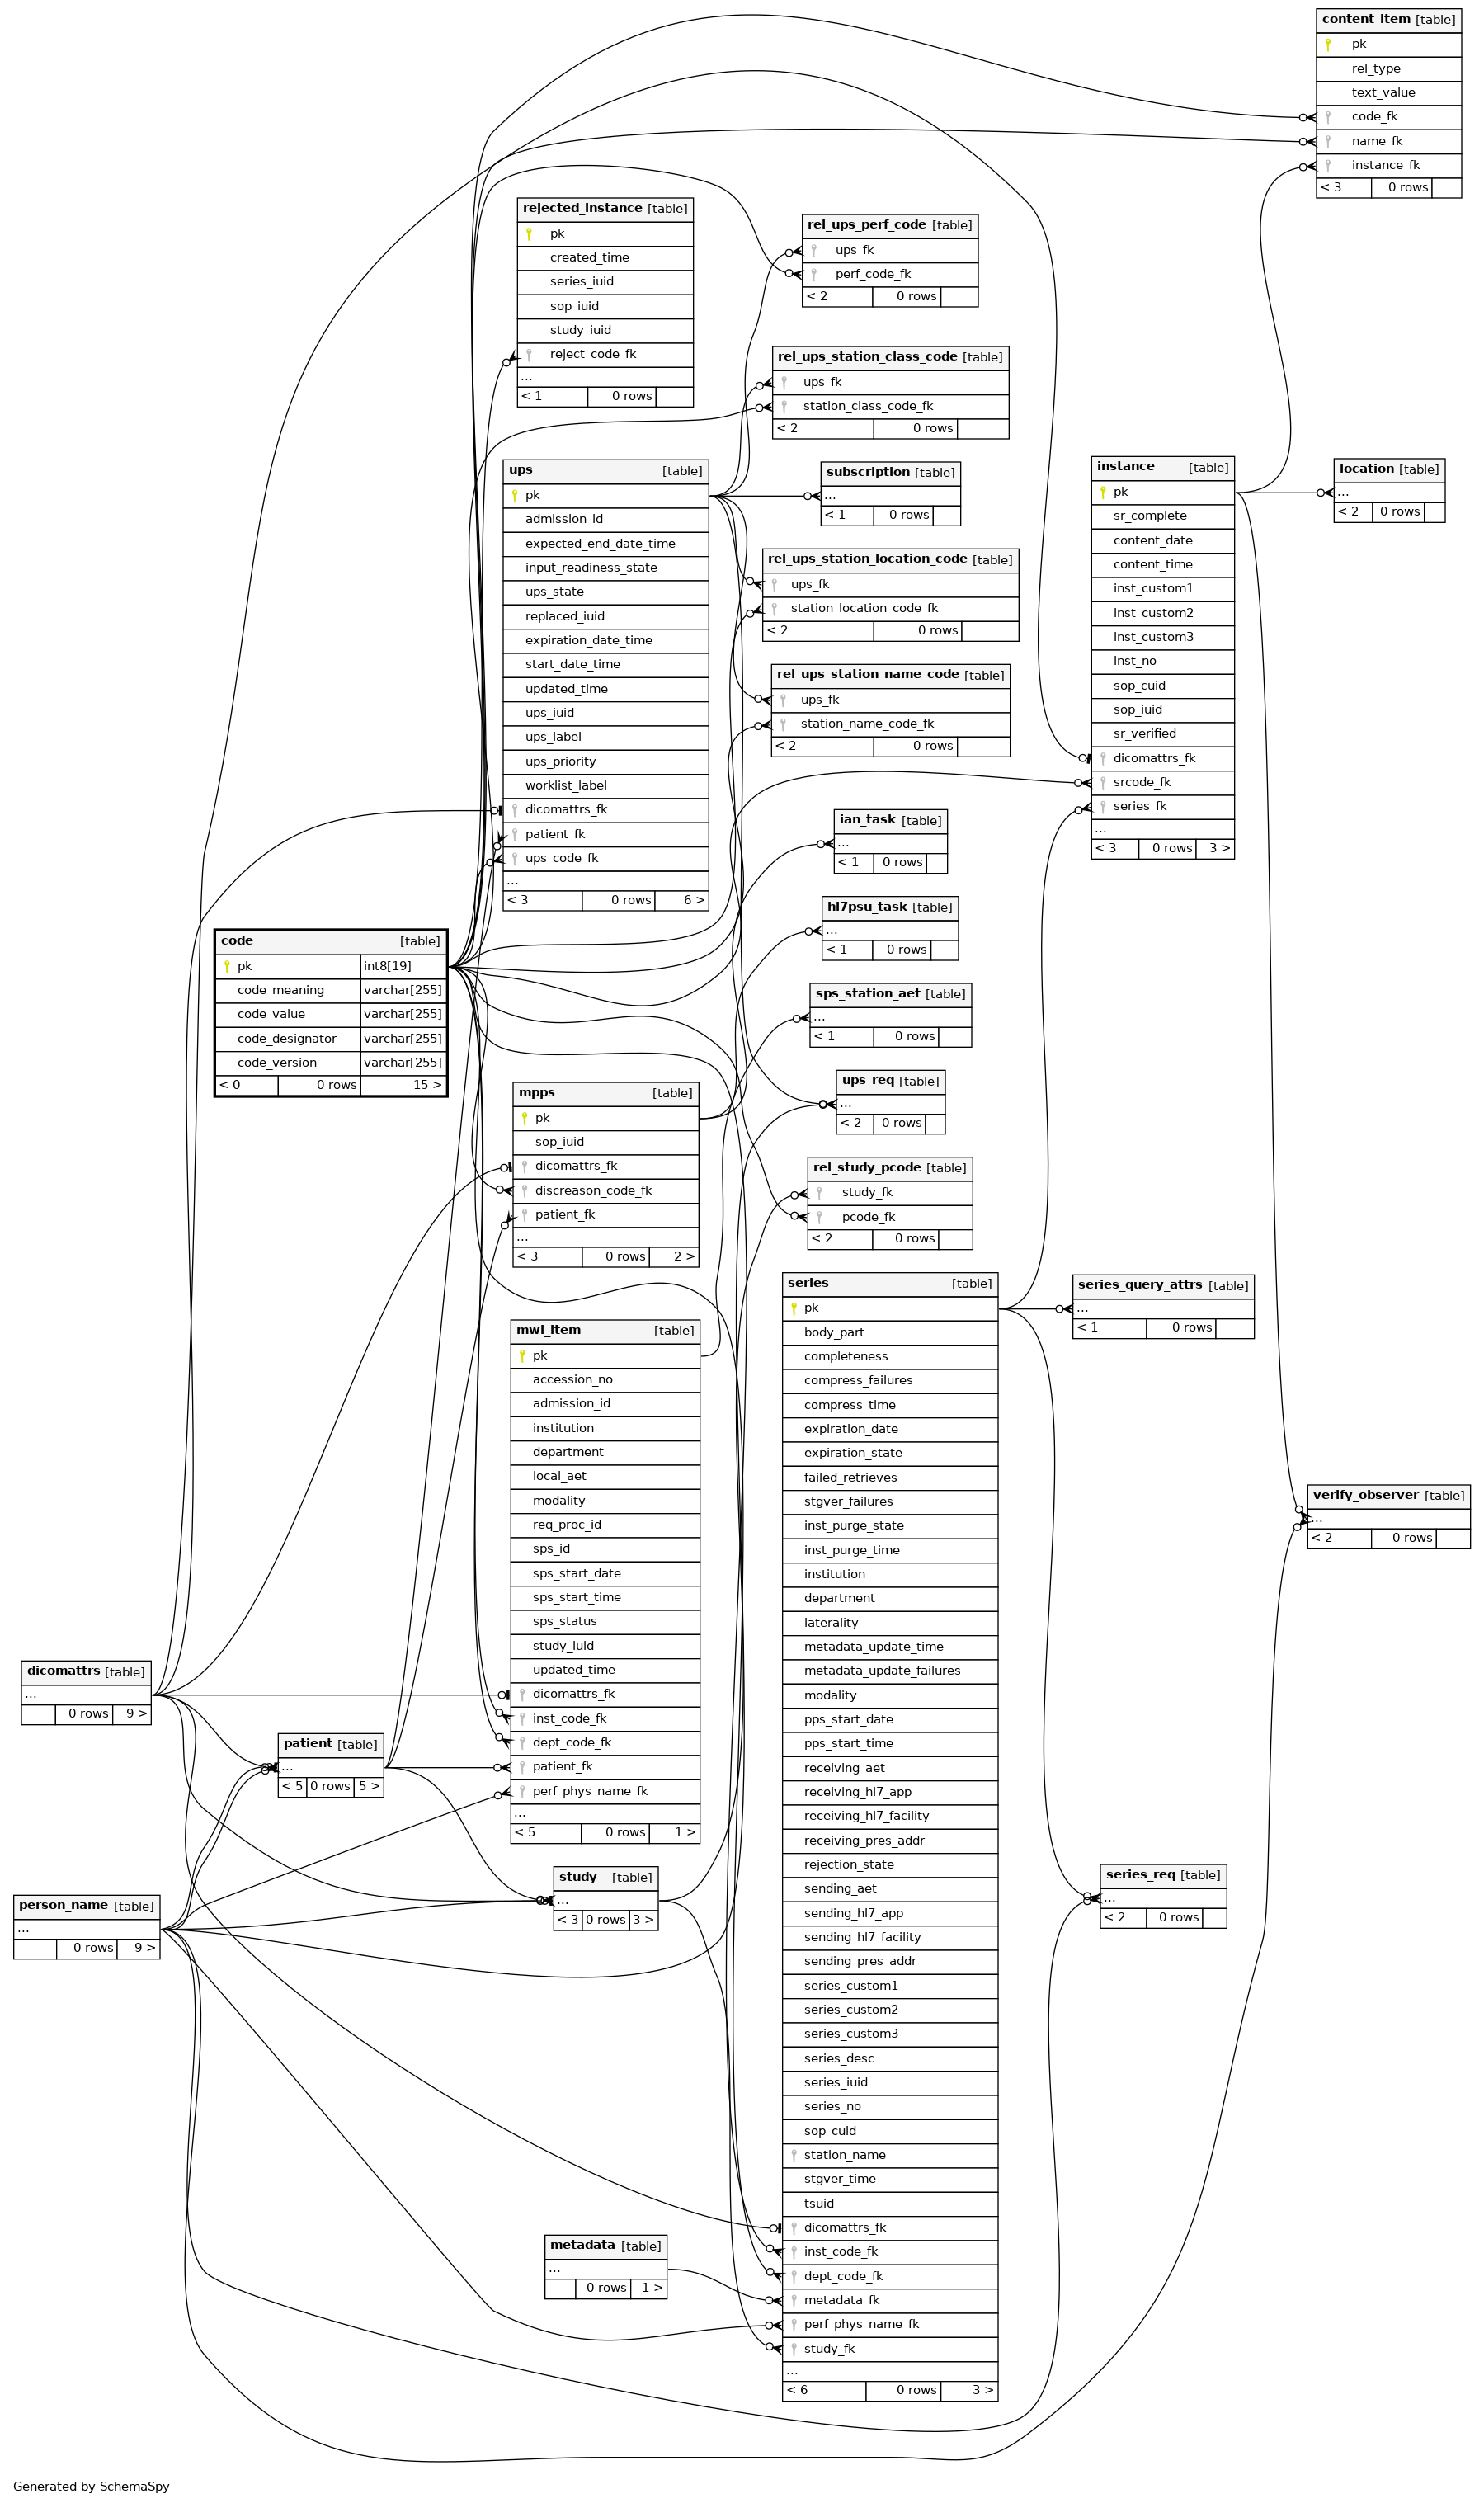 content_item [table]
pk
rel_type
text_value
code_fk
name_fk
instance_fk
< 3 0 rows
rejected_instance [table]
pk
created_time
series_iuid
sop_iuid
study_iuid
reject_code_fk
...
< 1 0 rows
rel_ups_perf_code [table]
ups_fk
perf_code_fk
< 2 0 rows
rel_ups_station_class_code [table]
ups_fk
station_class_code_fk
< 2 0 rows
ups [table]
pk
admission_id
expected_end_date_time
input_readiness_state
ups_state
replaced_iuid
expiration_date_time
start_date_time
updated_time
ups_iuid
ups_label
ups_priority
worklist_label
dicomattrs_fk
patient_fk
ups_code_fk
...
< 3 0 rows 6 >
subscription [table]
...
< 1 0 rows
instance [table]
pk
sr_complete
content_date
content_time
inst_custom1
inst_custom2
inst_custom3
inst_no
sop_cuid
sop_iuid
sr_verified
dicomattrs_fk
srcode_fk
series_fk
...
< 3 0 rows 3 >
location [table]
...
< 2 0 rows
rel_ups_station_location_code [table]
ups_fk
station_location_code_fk
< 2 0 rows
rel_ups_station_name_code [table]
ups_fk
station_name_code_fk
< 2 0 rows
ian_task [table]
...
< 1 0 rows
hl7psu_task [table]
...
< 1 0 rows
code [table]
pk int8[19]
code_meaning varchar[255]
code_value varchar[255]
code_designator varchar[255]
code_version varchar[255]
< 0 0 rows 15 >
sps_station_aet [table]
...
< 1 0 rows
ups_req [table]
...
< 2 0 rows
mpps [table]
pk
sop_iuid
dicomattrs_fk
discreason_code_fk
patient_fk
...
< 3 0 rows 2 >
rel_study_pcode [table]
study_fk
pcode_fk
< 2 0 rows
series [table]
pk
body_part
completeness
compress_failures
compress_time
expiration_date
expiration_state
failed_retrieves
stgver_failures
inst_purge_state
inst_purge_time
institution
department
laterality
metadata_update_time
metadata_update_failures
modality
pps_start_date
pps_start_time
receiving_aet
receiving_hl7_app
receiving_hl7_facility
receiving_pres_addr
rejection_state
sending_aet
sending_hl7_app
sending_hl7_facility
sending_pres_addr
series_custom1
series_custom2
series_custom3
series_desc
series_iuid
series_no
sop_cuid
station_name
stgver_time
tsuid
dicomattrs_fk
inst_code_fk
dept_code_fk
metadata_fk
perf_phys_name_fk
study_fk
...
< 6 0 rows 3 >
series_query_attrs [table]
...
< 1 0 rows
mwl_item [table]
pk
accession_no
admission_id
institution
department
local_aet
modality
req_proc_id
sps_id
sps_start_date
sps_start_time
sps_status
study_iuid
updated_time
dicomattrs_fk
inst_code_fk
dept_code_fk
patient_fk
perf_phys_name_fk
...
< 5 0 rows 1 >
verify_observer [table]
...
< 2 0 rows
dicomattrs [table]
...
0 rows 9 >
patient [table]
...
< 5 0 rows 5 >
study [table]
...
< 3 0 rows 3 >
series_req [table]
...
< 2 0 rows
person_name [table]
...
0 rows 9 >
metadata [table]
...
0 rows 1 >
Generated by SchemaSpy